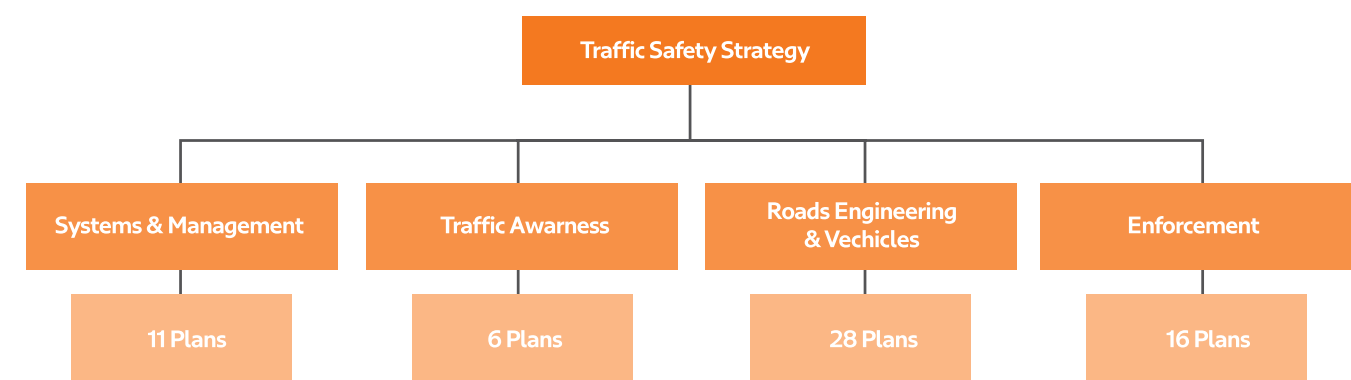 Traffic Safety Strategy
Systems & Management
Traffic Awarness
Roads Engineering
& Vechicles
Enforcement
11 Plans
6 Plans
28 Plans
16 Plans